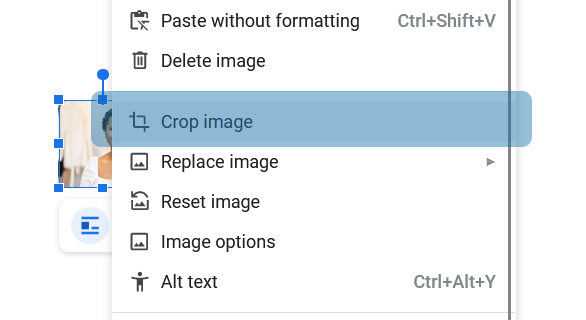 Paste without formatting Ctrl+Shift+V
Delete image
Crop image
Replace image
Reset image
Image options
Alt text Ctrl+Alt+Y